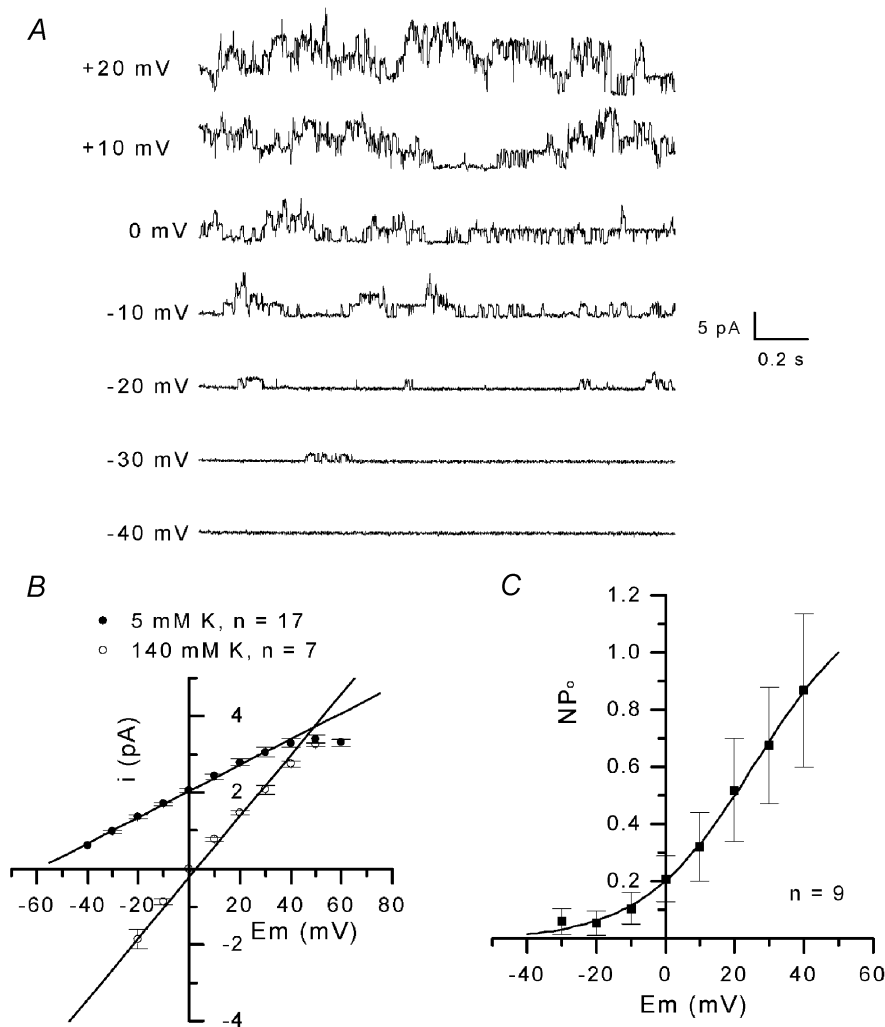 A
+20 mV
+10 mV
0 mV
-10 mV
-20 mV
-30 mV
-40 mV
5 pA
0.2 s
B
5 mM K, n = 17
140 mM K, n = 7
i (pA)
4
2
-2
-4
-60 -40 -20 20 40 60 80
Em (mV)
C
NPo
1.2
1.0
0.8
0.6
0.4
0.2
n = 9
-40 -20 0 20 40 60
Em (mV)